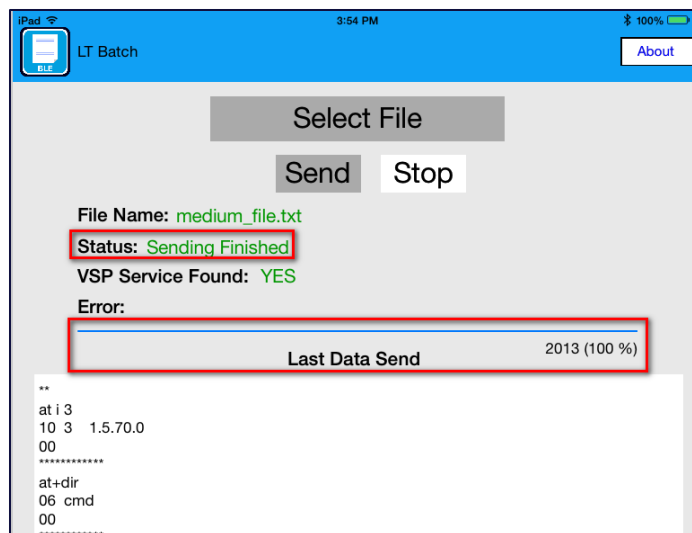 iPad 3:54 PM 100%
BLE
LT Batch About
Select File
Send Stop
File Name: medium_file.txt
Status: Sending Finished
VSP Service Found: YES
Error:
2013 (100 %)
Last Data Send
**
at i 3
10 3 1.5.70.0
00
************
at+dir
06 cmd
00
************